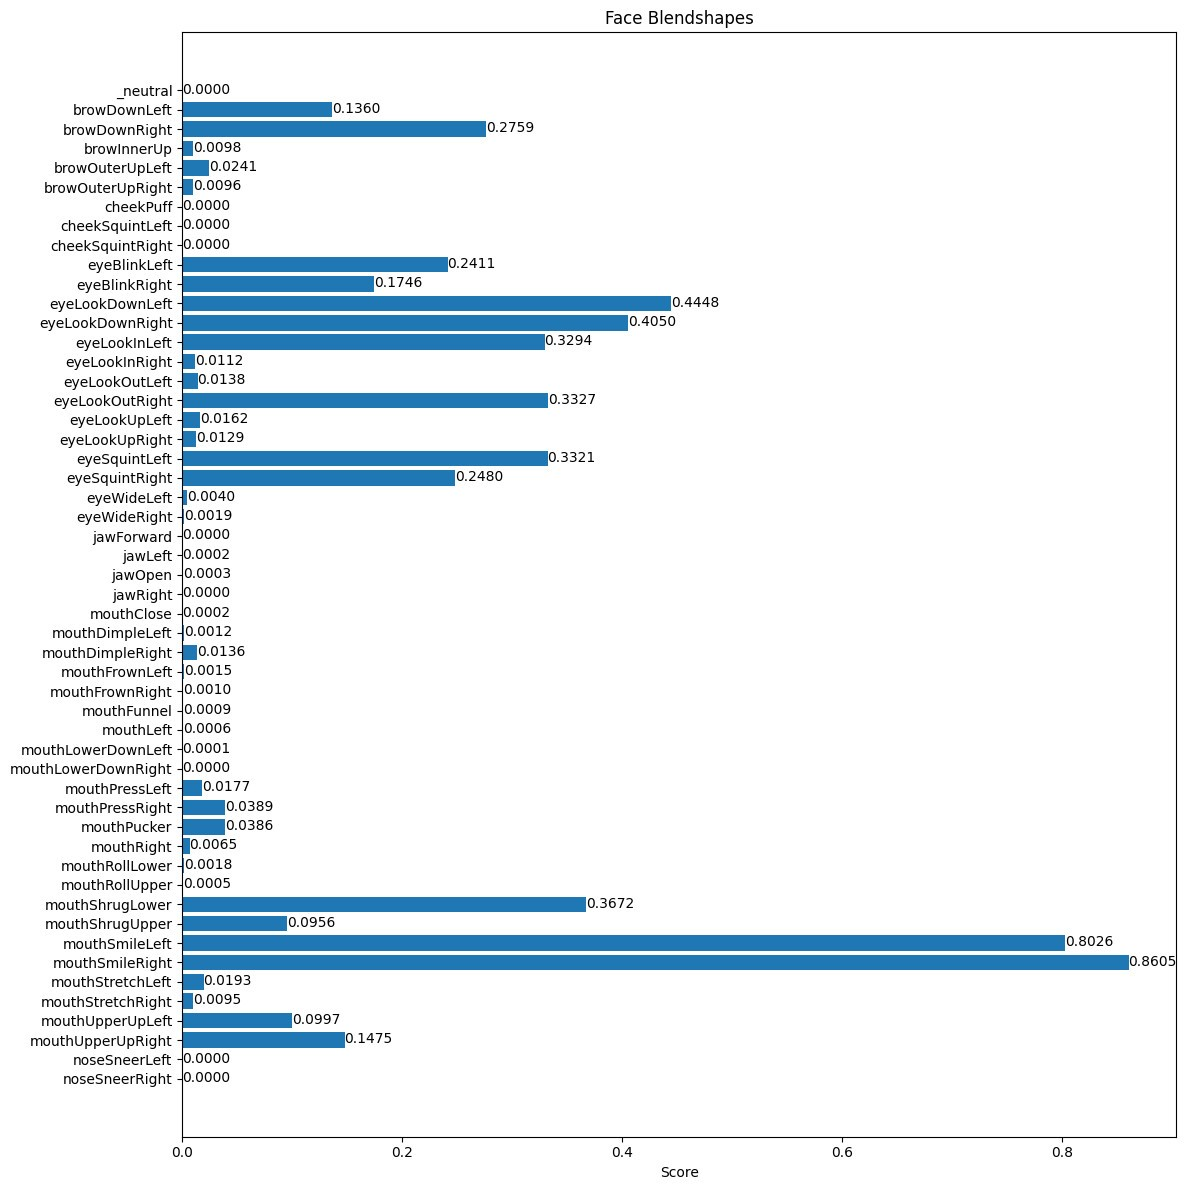 Face Blendshapes
_neutral 0.0000
browDownLeft 0.1360
browDownRight 0.2759
browInnerUp 0.0098
browOuterUpLeft 0.0241
browOuterUpRight 0.0096
cheekPuff 0.0000
cheekSquintLeft 0.0000
cheekSquintRight 0.0000
eyeBlinkLeft 0.2411
eyeBlinkRight 0.1746
eyeLookDownLeft 0.4448
eyeLookDownRight 0.4050
eyeLookInLeft 0.3294
eyeLookInRight 0.0112
eyeLookOutLeft 0.0138
eyeLookOutRight 0.3327
eyeLookUpLeft 0.0162
eyeLookUpRight 0.0129
eyeSquintLeft 0.3321
eyeSquintRight 0.2480
eyeWideLeft 0.0040
eyeWideRight 0.0019
jawForward 0.0000
jawLeft 0.0002
jawOpen 0.0003
jawRight 0.0000
mouthClose 0.0002
mouthDimpleLeft 0.0012
mouthDimpleRight 0.0136
mouthFrownLeft 0.0015
mouthFrownRight 0.0010
mouthFunnel 0.0009
mouthLeft 0.0006
mouthLowerDownLeft 0.0001
mouthLowerDownRight 0.0000
mouthPressLeft 0.0177
mouthPressRight 0.0389
mouthPucker 0.0386
mouthRight 0.0065
mouthRollLower 0.0018
mouthRollUpper 0.0005
mouthShrugLower 0.3672
mouthShrugUpper 0.0956
mouthSmileLeft 0.8026
mouthSmileRight 0.8605
mouthStretchLeft 0.0193
mouthStretchRight 0.0095
mouthUpperUpLeft 0.0997
mouthUpperUpRight 0.1475
noseSneerLeft 0.0000
noseSneerRight 0.0000
0.0 0.2 0.4 0.6 0.8
Score